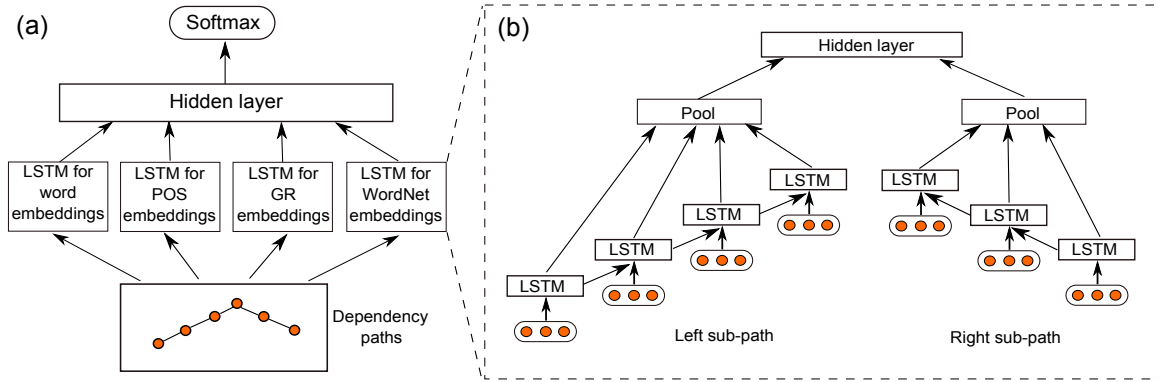 (a)
Softmax
Hidden layer
LSTM for
word
embeddings
LSTM for
POS
embeddings
LSTM for
GR
embeddings
LSTM for
WordNet
embeddings
Dependency
paths
(b)
Hidden layer
Pool
Pool
LSTM
LSTM
LSTM
LSTM
LSTM
LSTM
LSTM
Left sub-path
Right sub-path